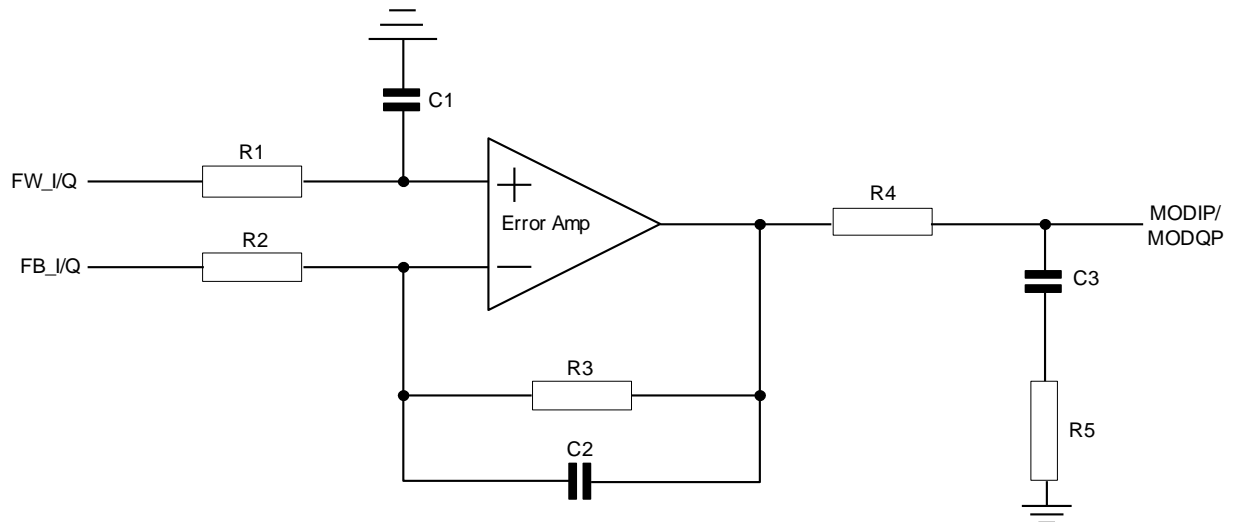 C1
R1
FW_I/Q
R4
MODIP/
MODQP
Error Amp
R2
FB_I/Q
C3
R3
R5
C2